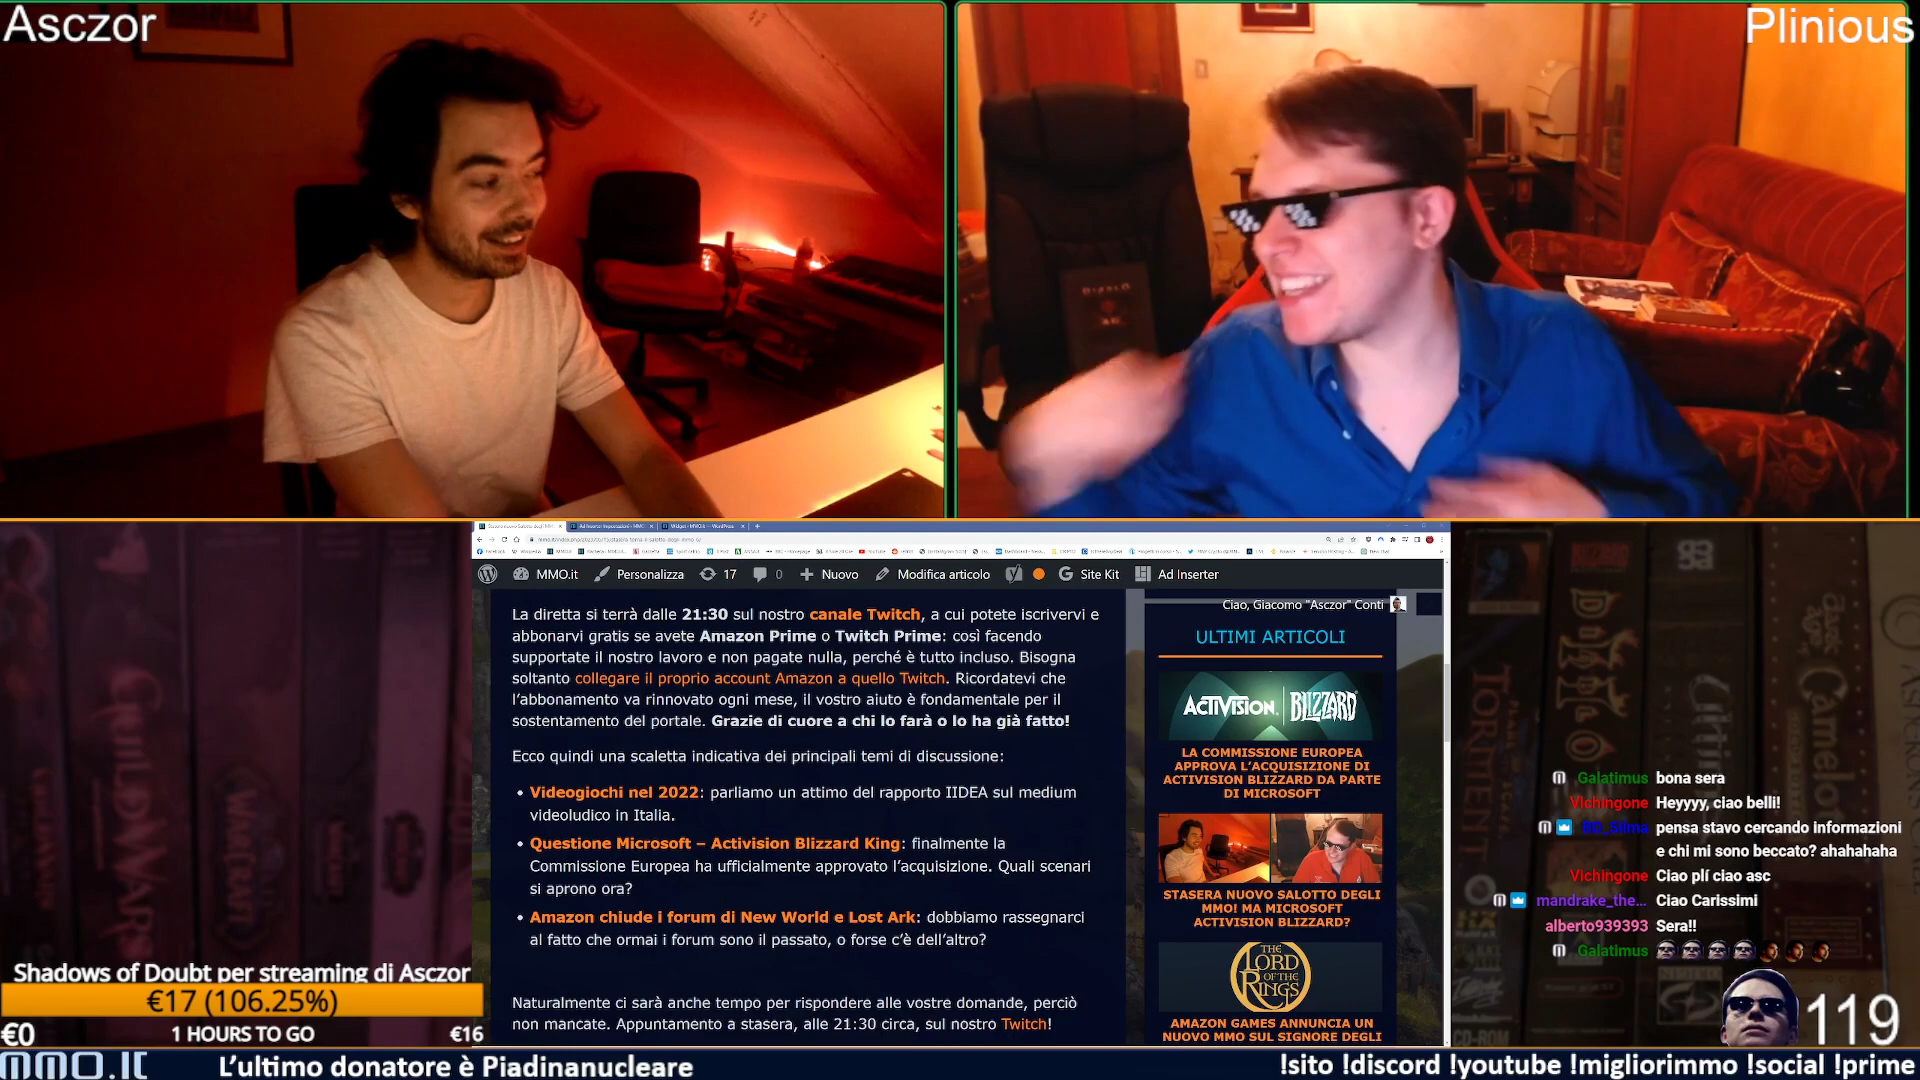 Asczor
Plinious
MMO.it
Personalizza
17
0
Nuovo
Modifica articolo
Site Kit
Ad Inserter
Ciao, Giacomo "Asczor" Conti
La diretta si terrà dalle 21:30 sul nostro canale Twitch, a cui potete iscrivervi e
abbonarvi gratis se avete Amazon Prime o Twitch Prime: così facendo
supportate il nostro lavoro e non pagate nulla, perché è tutto incluso. Bisogna
soltanto collegare il proprio account Amazon a quello Twitch. Ricordatevi che
l'abbonamento va rinnovato ogni mese, il vostro aiuto è fondamentale per il
sostentamento del portale. Grazie di cuore a chi lo farà o lo ha già fatto!
Ecco quindi una scaletta indicativa dei principali temi di discussione:
• Videogiochi nel 2022: parliamo un attimo del rapporto IIDEA sul medium
videoludico in Italia.
• Questione Microsoft – Activision Blizzard King: finalmente la
Commissione Europea ha ufficialmente approvato l'acquisizione. Quali scenari
si aprono ora?
• Amazon chiude i forum di New World e Lost Ark: dobbiamo rassegnarci
al fatto che ormai i forum sono il passato, o forse c'è dell'altro?
Naturalmente ci sarà anche tempo per rispondere alle vostre domande, perciò
non mancate. Appuntamento a stasera, alle 21:30 circa, sul nostro Twitch!
ULTIMI ARTICOLI
ACTIVISION. BLIZZARD
LA COMMISSIONE EUROPEA
APPROVA L'ACQUISIZIONE DI
ACTIVISION BLIZZARD DA PARTE
DI MICROSOFT
STASERA NUOVO SALOTTO DEGLI
MMO! MA MICROSOFT
ACTIVISION BLIZZARD?
THE
LORD
OF THE
RINGS
AMAZON GAMES ANNUNCIA UN
NUOVO MMO SUL SIGNORE DEGLI
GUILD WARS
TORMENT
Diablo
Camelot
CD-ROM
Galatimus bona sera
Vichingone Heyyyy, ciao belli!
BD_Slima pensa stavo cercando informazioni
e chi mi sono beccato? ahahahaha
Vichingone Ciao plí ciao asc
mandrake_the... Ciao Carissimi
alberto939393 Sera!!
Galatimus
119
Shadows of Doubt per streaming di Asczor
€17 (106.25%)
€0 1 HOURS TO GO €16
MMO.IT
L'ultimo donatore è Piadinanucleare
!sito !discord !youtube !migliorimmo !social !prime